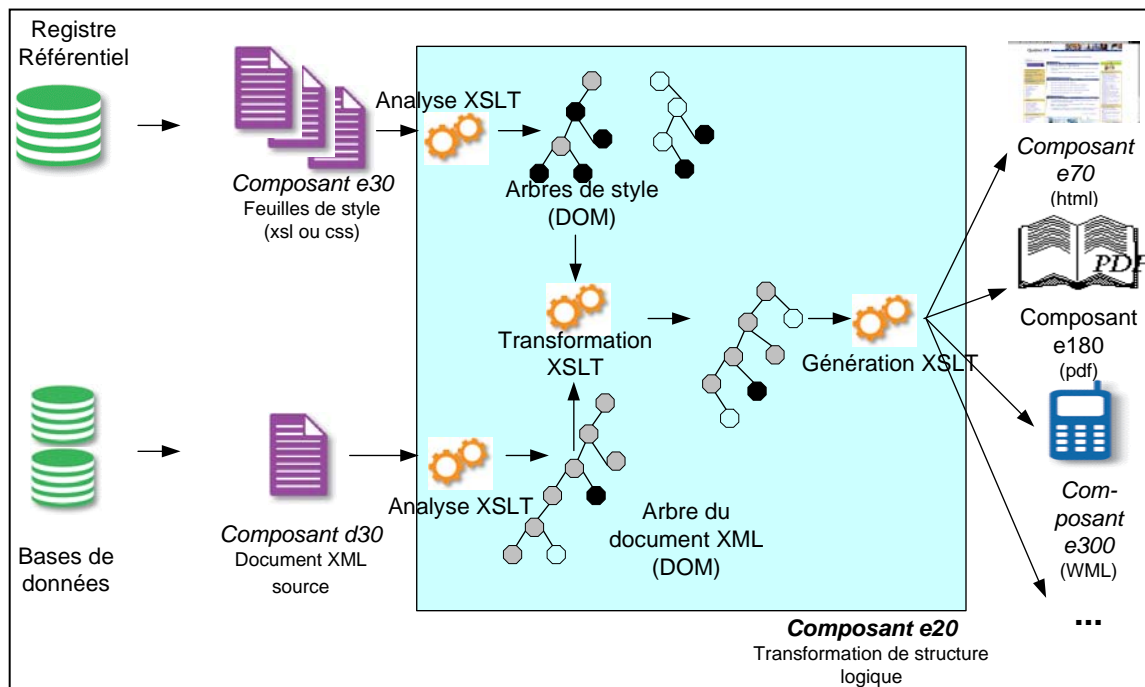 Registre
Référentiel
Analyse XSLT
Composant e30
Feuilles de style
(xsl ou css)
Arbres de style
(DOM)
Composant
e70
(html)
PDF
Transformation
XSLT
Génération XSLT
Composant
e180
(pdf)
Analyse XSLT
Composant d30
Document XML
source
Bases de
données
Arbre du
document XML
(DOM)
Com-
posant
e300
(WML)
...
Composant e20
Transformation de structure
logique